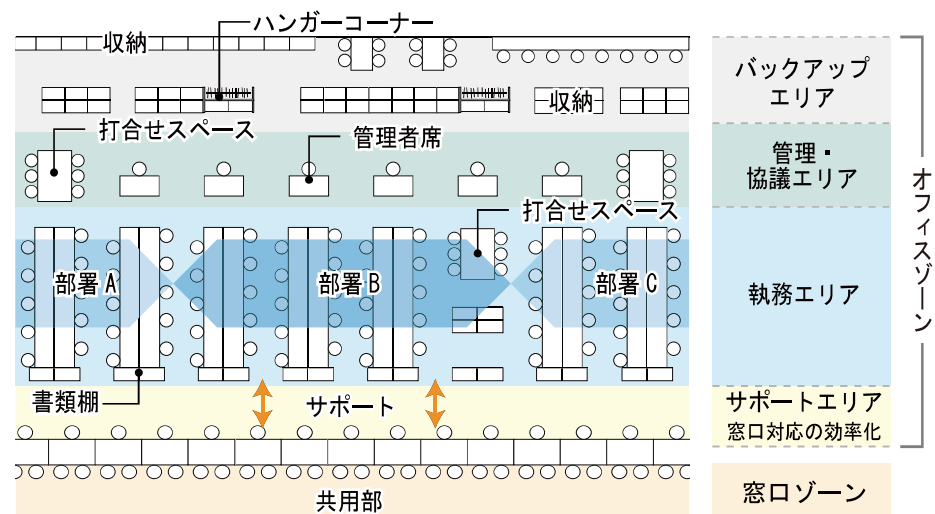 ハンガーコーナー
収納
収納
打合せスペース
管理者席
打合せスペース
部署A
部署B
部署C
書類棚
サポート
共用部
バックアップ
エリア
管理・
協議エリア
執務エリア
サポートエリア
窓口対応の効率化
窓口ゾーン
オフィスゾーン